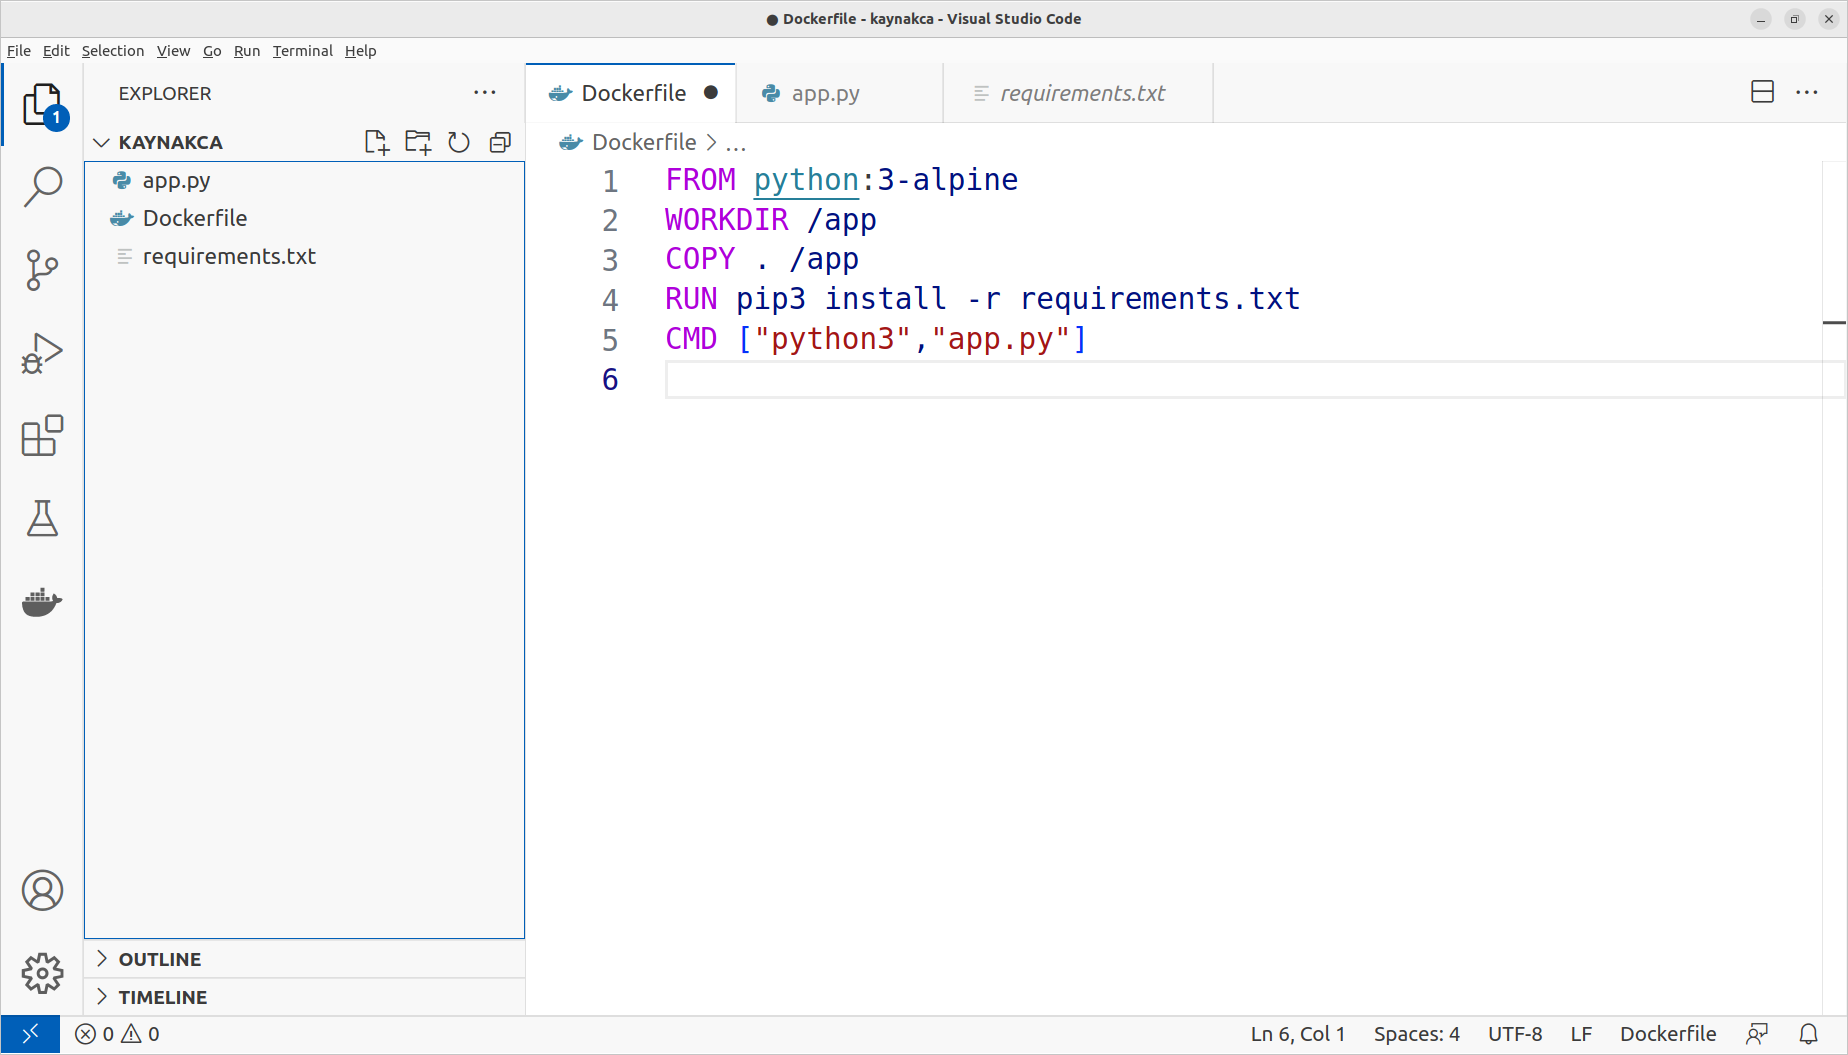 ● Dockerfile - kaynakca - Visual Studio Code
File Edit Selection View Go Run Terminal Help
1
EXPLORER
KAYNAKCA
app.py
Dockerfile
requirements.txt
OUTLINE
TIMELINE
Dockerfile ● app.py requirements.txt
Dockerfile > ...
1 FROM python:3-alpine
2 WORKDIR /app
3 COPY . /app
4 RUN pip3 install -r requirements.txt
5 CMD ["python3","app.py"]
6
0 0 Ln 6, Col 1 Spaces: 4 UTF-8 LF Dockerfile